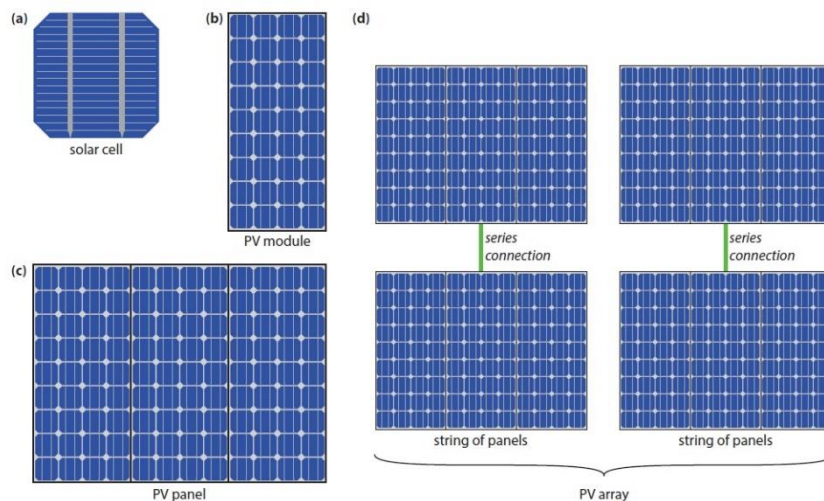 (a)
solar cell
(b)
PV module
(c)
PV panel
(d)
series
connection
series
connection
string of panels
string of panels
PV array